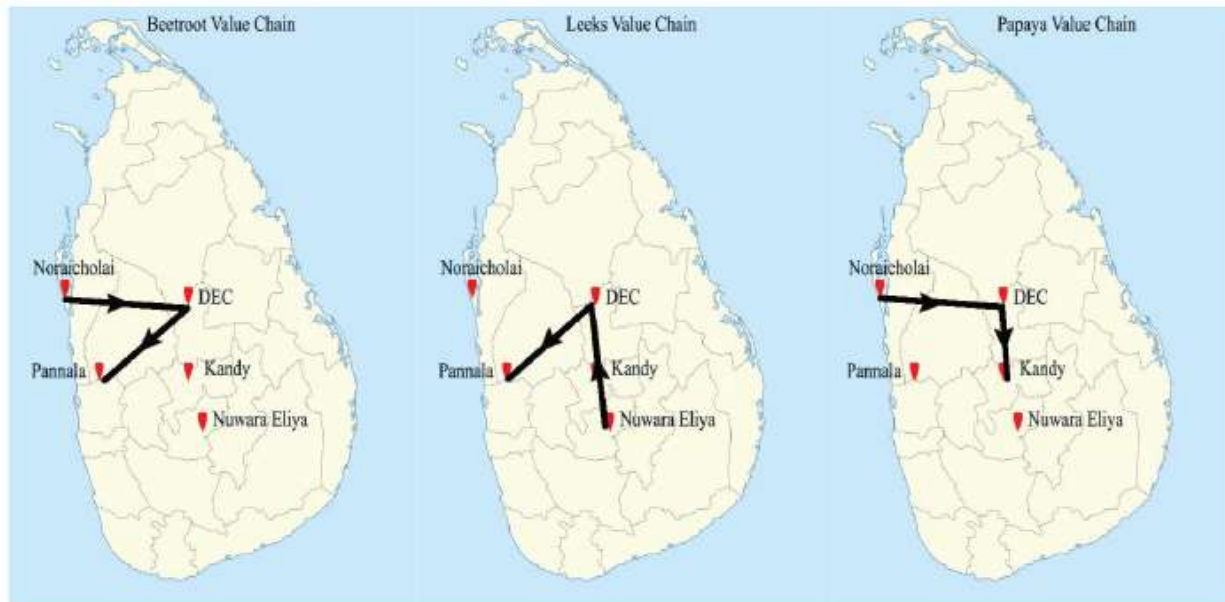 Beetroot Value Chain
Noraicholai
DEC
Pannala
Kandy
Nuwara Eliya
Leeks Value Chain
Noraicholai
DEC
Pannala
Kandy
Nuwara Eliya
Papaya Value Chain
Noraicholai
DEC
Pannala
Kandy
Nuwara Eliya